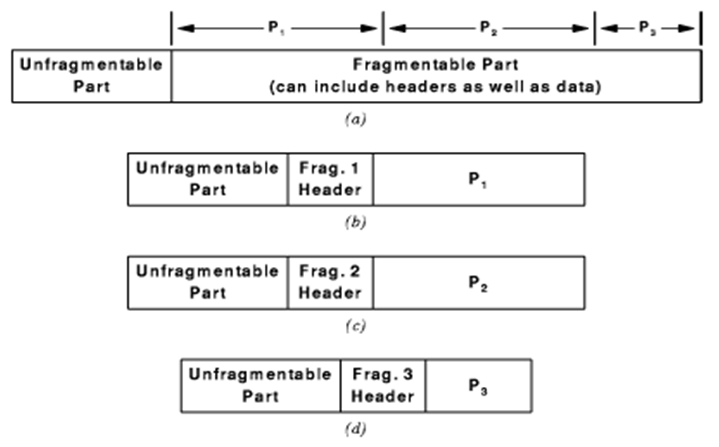 P₁ P₂ P₃
Unfragmentable Part
Fragmentable Part
(can include headers as well as data)
(a)
Unfragmentable Part
Frag. 1 Header
P₁
(b)
Unfragmentable Part
Frag. 2 Header
P₂
(c)
Unfragmentable Part
Frag. 3 Header
P₃
(d)